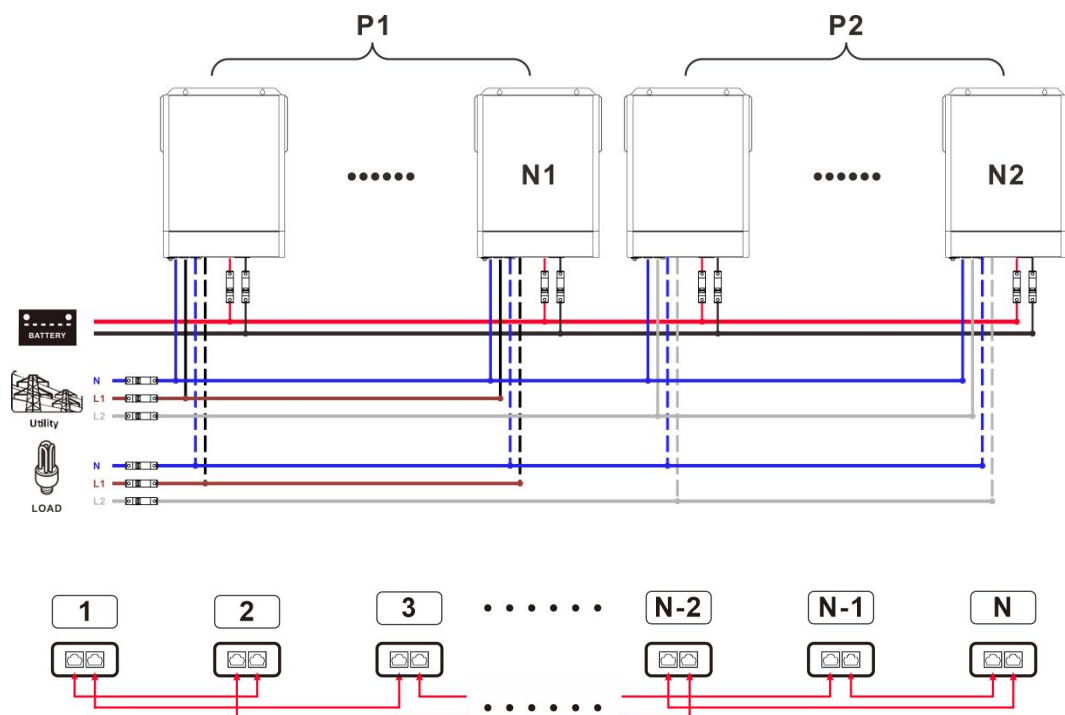 P1 P2
N1 N2
BATTERY
N
L1
Utility
L2
N
L1
LOAD
L2
1 2 3 N-2 N-1 N